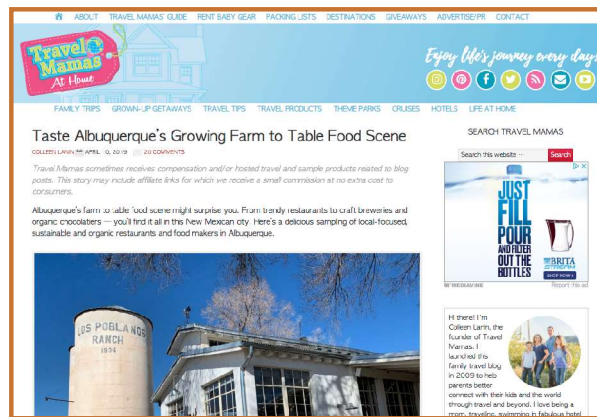 ABOUT TRAVEL MAMAS' GUIDE RENT BABY GEAR PACKING LISTS DESTINATIONS GIVEAWAYS ADVERTISE/PR CONTACT
Travel
Mamas
At Home
Enjoy life's journey every day!
FAMILY TRIPS GROWN-UP GETAWAYS TRAVEL TIPS TRAVEL PRODUCTS THEME PARKS CRUISES HOTELS LIFE AT HOME
Taste Albuquerque's Growing Farm to Table Food Scene
COLLEEN LANIN APRIL 10, 2019 20 COMMENTS
Travel Mamas sometimes receives compensation and/or hosted travel and sample products related to blog
posts. This story may include affiliate links for which we receive a small commission at no extra cost to
consumers.
Albuquerque's farm to table food scene might surprise you. From trendy restaurants to craft breweries and
organic chocolatiers — you'll find it all in this New Mexican city. Here's a delicious sampling of local-focused,
sustainable and organic restaurants and food makers in Albuquerque.
LOS POBLANOS
RANCH
1934
SEARCH TRAVEL MAMAS
Search this website ... Search
JUST
FILL
POUR
AND FILTER
OUT THE
BOTTLES
BRITA
STREAM
SHOP NOW
MEDIAVINE Report this ad
Hi there! I'm
Colleen Lanin, the
founder of Travel
Mamas. I
launched this
family travel blog
in 2009 to help
parents better
connect with their kids and the world
through travel and beyond. I love being a
mom, traveling, swimming in fabulous hotel